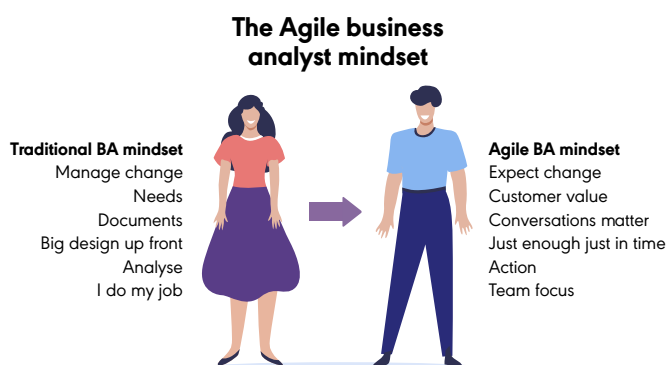 The Agile business
analyst mindset
Traditional BA mindset
Manage change
Needs
Documents
Big design up front
Analyse
I do my job
Agile BA mindset
Expect change
Customer value
Conversations matter
Just enough just in time
Action
Team focus